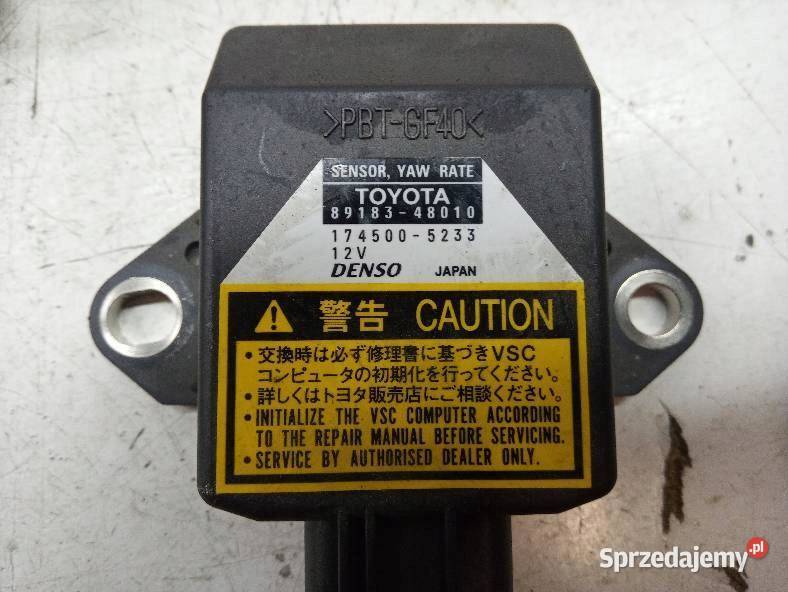 >PBT-GF40<
SENSOR, YAW RATE
TOYOTA
89183-48010
174500-5233
12V
DENSO JAPAN
警告 CAUTION
・交換時は必ず修理書に基づきVSC
コンピュータの初期化を行ってください。
・詳しくはトヨタ販売店にご相談ください。
・INITIALIZE THE VSC COMPUTER ACCORDING
TO THE REPAIR MANUAL BEFORE SERVICING.
・SERVICE BY AUTHORISED DEALER ONLY.
Sprzedajemy.pl